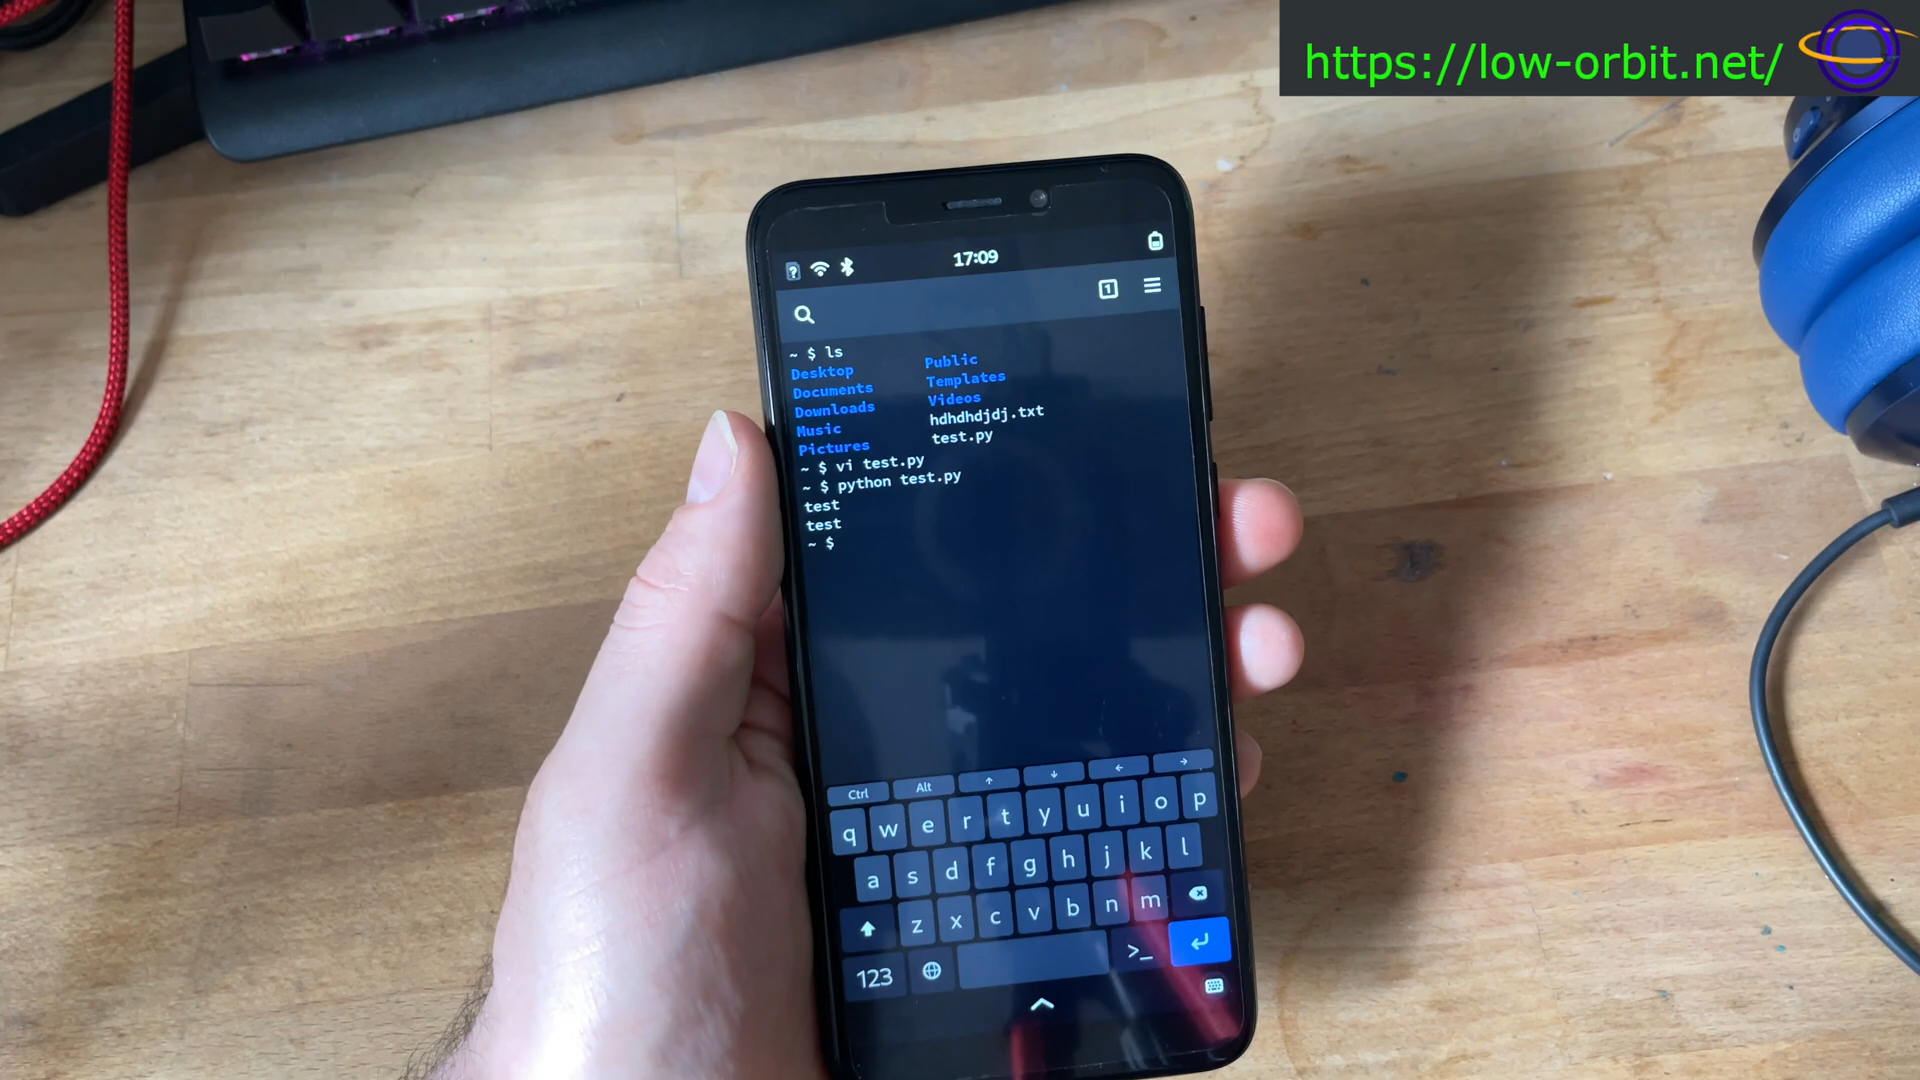 https://low-orbit.net/
17:09
1
~ $ ls
Desktop Public
Documents Templates
Downloads Videos
Music hdhdhdjdj.txt
Pictures test.py
~ $ vi test.py
~ $ python test.py
test
test
~ $
Ctrl Alt ↑ ↓ ← →
q w e r t y u i o p
a s d f g h j k l
z x c v b n m
123 >_